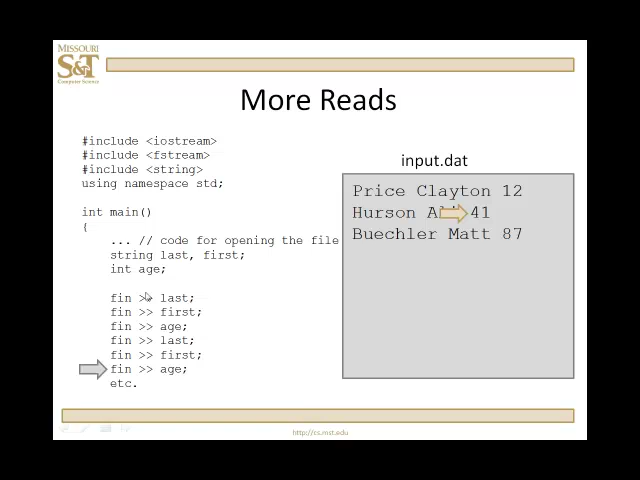 MISSOURI
S&T
Computer Science
More Reads
#include <iostream>
#include <fstream>
#include <string>
using namespace std;
int main()
{
... // code for opening the file
string last, first;
int age;
fin >> last;
fin >> first;
fin >> age;
fin >> last;
fin >> first;
fin >> age;
etc.
input.dat
Price Clayton 12
Hurson 41
Buechler Matt 87
http://cs.mst.edu